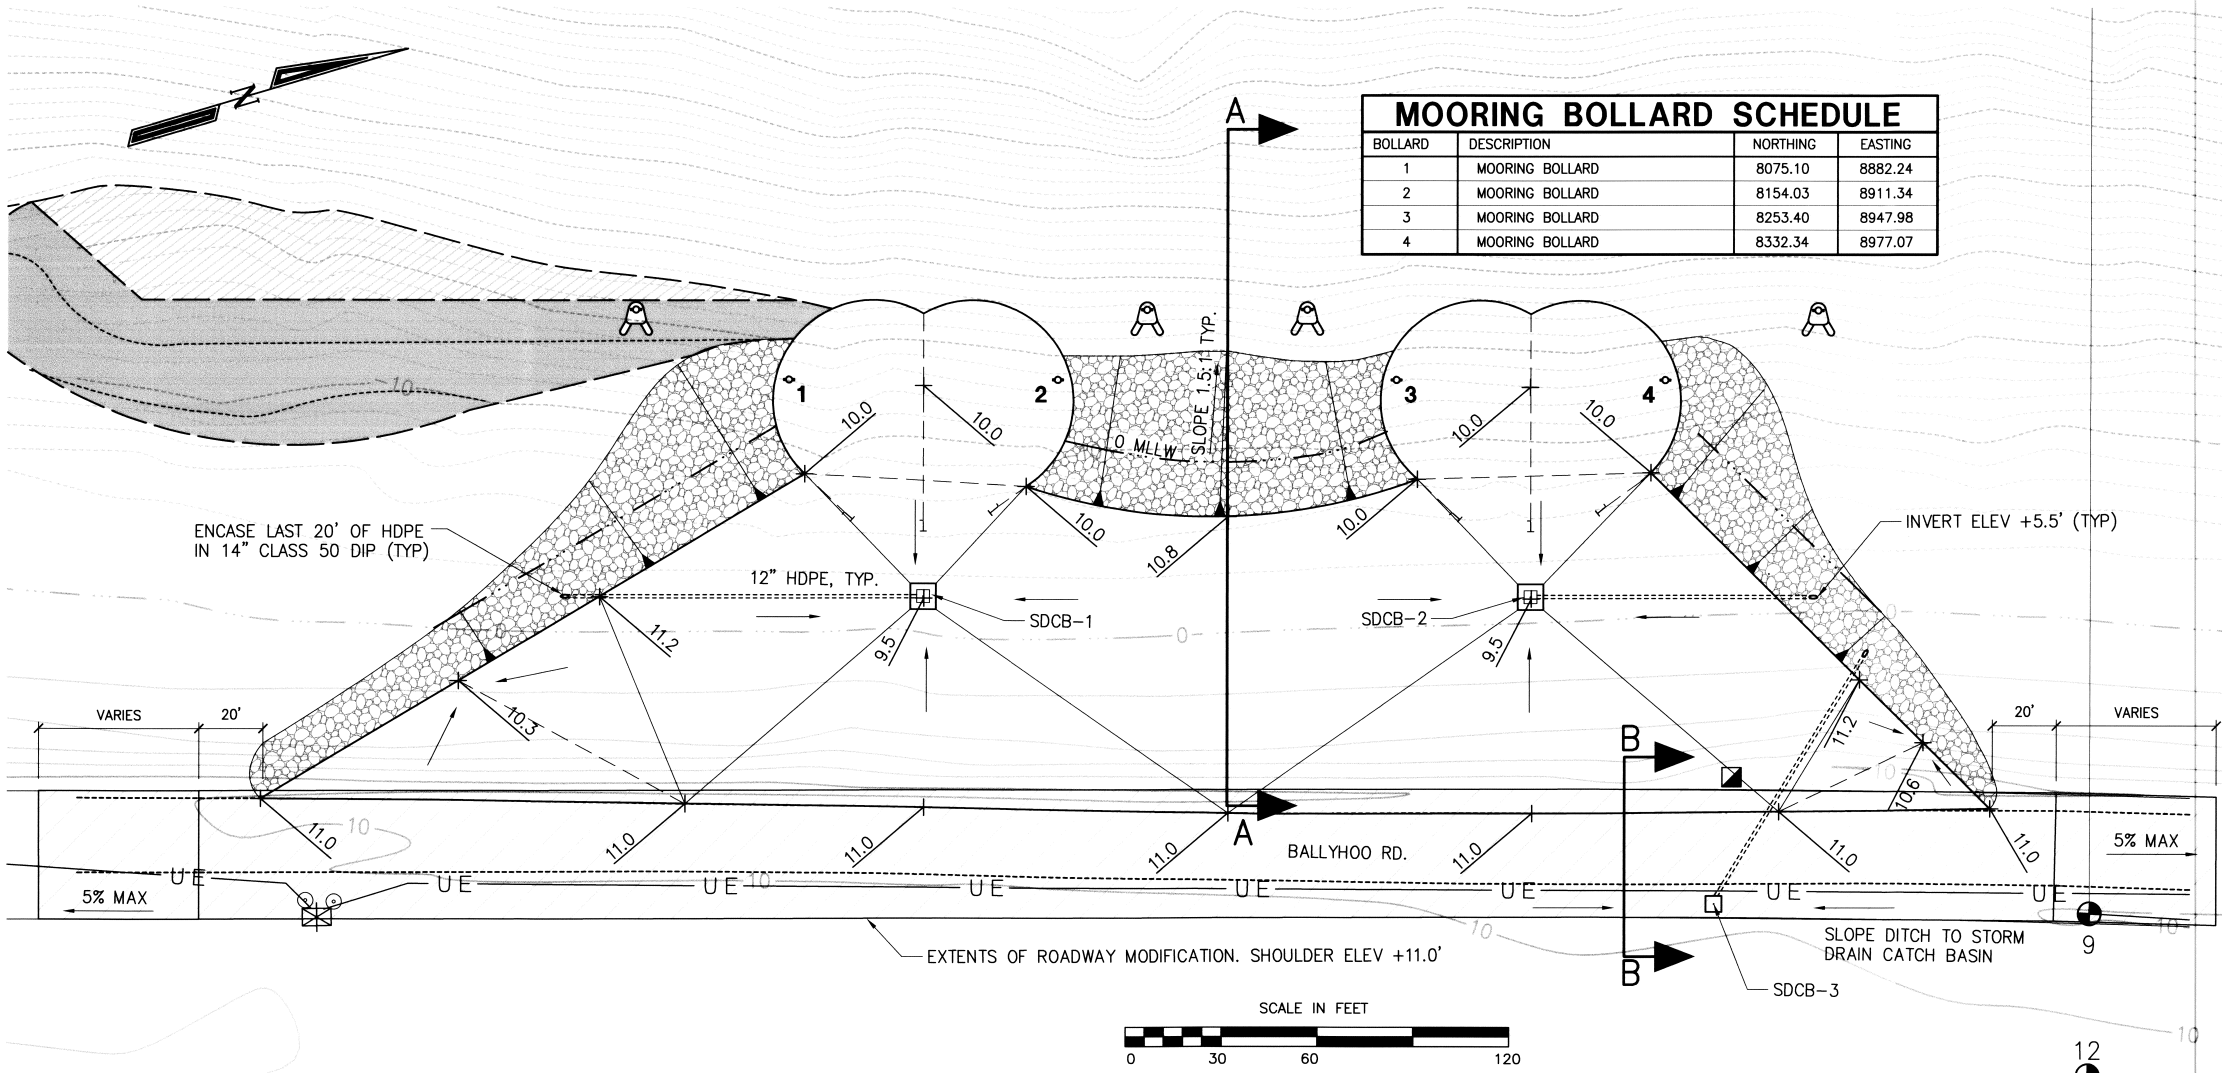 N
A
MOORING BOLLARD SCHEDULE
BOLLARD DESCRIPTION NORTHING EASTING
1 MOORING BOLLARD 8075.10 8882.24
2 MOORING BOLLARD 8154.03 8911.34
3 MOORING BOLLARD 8253.40 8947.98
4 MOORING BOLLARD 8332.34 8977.07
SLOPE 1.5:1 TYP.
-10
1
2
3
4
10.0
10.0
10.0
10.0
0 MLLW
ENCASE LAST 20' OF HDPE
IN 14" CLASS 50 DIP (TYP)
1
1
1
1
10.0
10.8
10.0
INVERT ELEV +5.5' (TYP)
12" HDPE, TYP.
SDCB-1
SDCB-2
0
0
0
11.2
9.5
9.5
10.3
11.2
VARIES
20'
20'
VARIES
B
10
10.6
A
11.0
10
11.0
11.0
11.0
11.0
11.0
11.0
BALLYHOO RD.
5% MAX
5% MAX
UE
UE
UE
10
UE
UE
UE
UE
UE
10
10
9
EXTENTS OF ROADWAY MODIFICATION. SHOULDER ELEV +11.0'
SLOPE DITCH TO STORM
DRAIN CATCH BASIN
B
SDCB-3
SCALE IN FEET
0 30 60 120
10
12